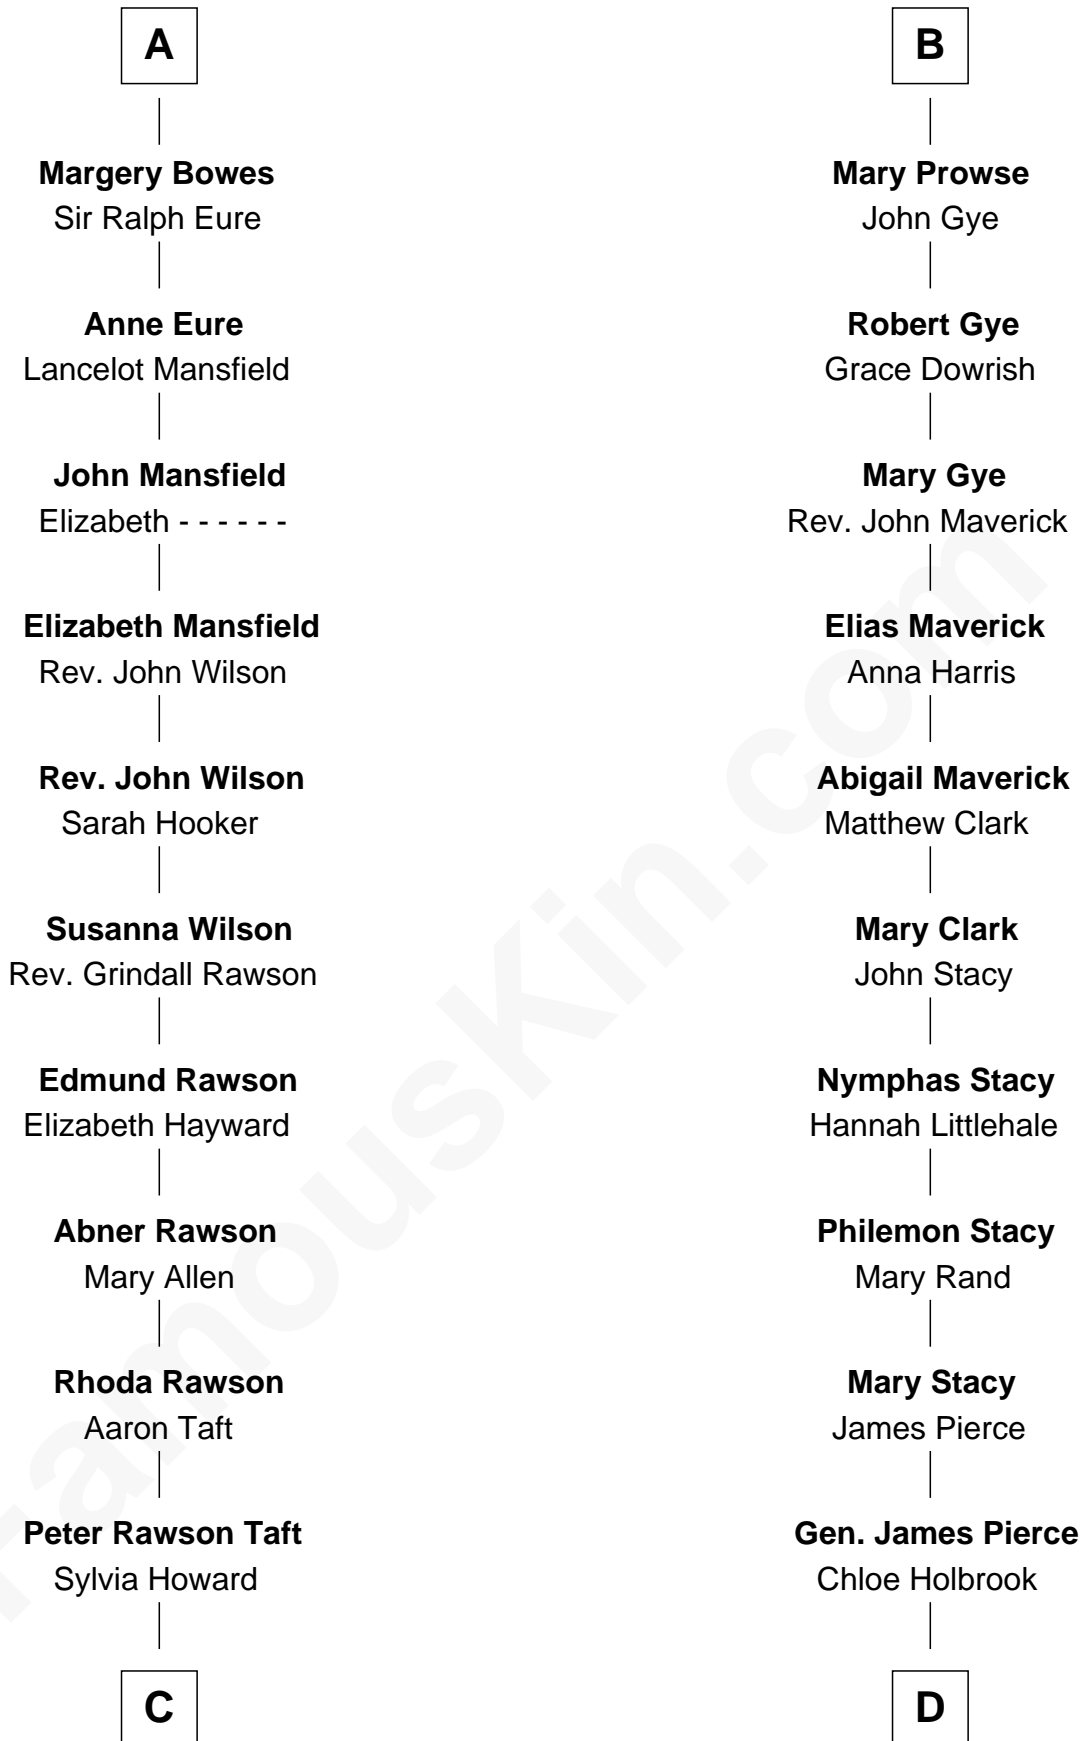 A
Margery Bowes
Sir Ralph Eure
Anne Eure
Lancelot Mansfield
John Mansfield
Elizabeth - - - - - -
Elizabeth Mansfield
Rev. John Wilson
Rev. John Wilson
Sarah Hooker
Susanna Wilson
Rev. Grindall Rawson
Edmund Rawson
Elizabeth Hayward
Abner Rawson
Mary Allen
Rhoda Rawson
Aaron Taft
Peter Rawson Taft
Sylvia Howard
C
B
Mary Prowse
John Gye
Robert Gye
Grace Dowrish
Mary Gye
Rev. John Maverick
Elias Maverick
Anna Harris
Abigail Maverick
Matthew Clark
Mary Clark
John Stacy
Nymphas Stacy
Hannah Littlehale
Philemon Stacy
Mary Rand
Mary Stacy
James Pierce
Gen. James Pierce
Chloe Holbrook
D
FamousKin.com